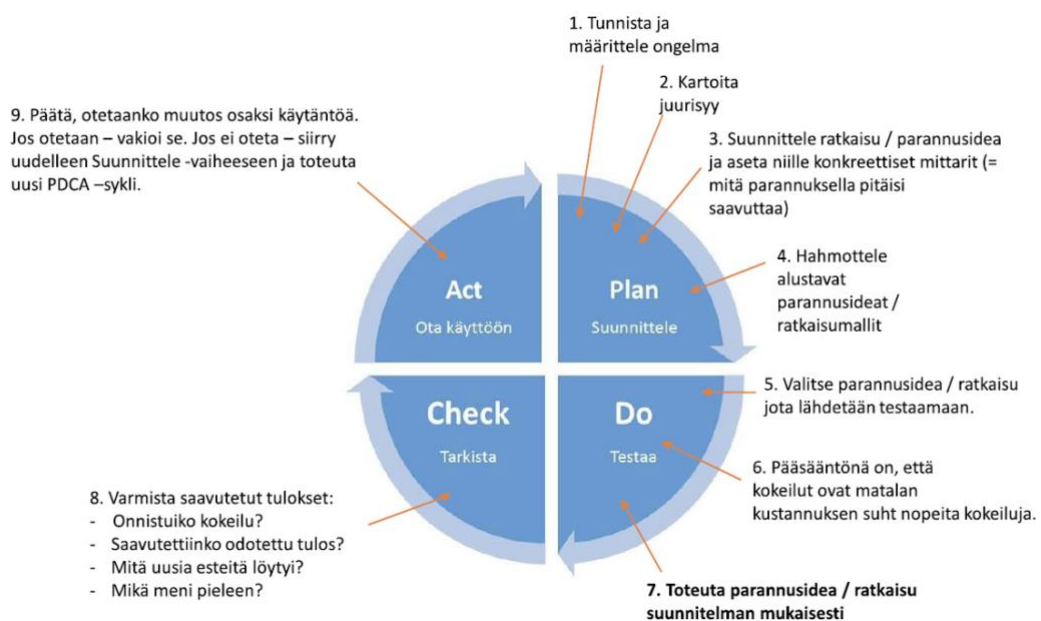 1. Tunnista ja
määrittele ongelma
2. Kartoita
juurisyy
3. Suunnittele ratkaisu / parannusidea
ja aseta niille konkreettiset mittarit (=
mitä parannuksella pitäisi
saavuttaa)
4. Hahmottele
alustavat
parannusideat /
ratkaisumallit
5. Valitse parannusidea / ratkaisu
jota lähdetään testaamaan.
6. Pääsääntönä on, että
kokeilut ovat matalan
kustannuksen suht nopeita kokeiluja.
7. Toteuta parannusidea / ratkaisu
suunnitelman mukaisesti
8. Varmista saavutetut tulokset:
- Onnistuiko kokeilu?
- Saavutettiinko odotettu tulos?
- Mitä uusia esteitä löytyi?
- Mikä meni pieleen?
9. Päätä, otetaanko muutos osaksi käytäntöä.
Jos otetaan – vakioi se. Jos ei oteta – siirry
uudelleen Suunnittele -vaiheeseen ja toteuta
uusi PDCA –sykli.
Act
Ota käyttöön
Plan
Suunnittele
Check
Tarkista
Do
Testaa